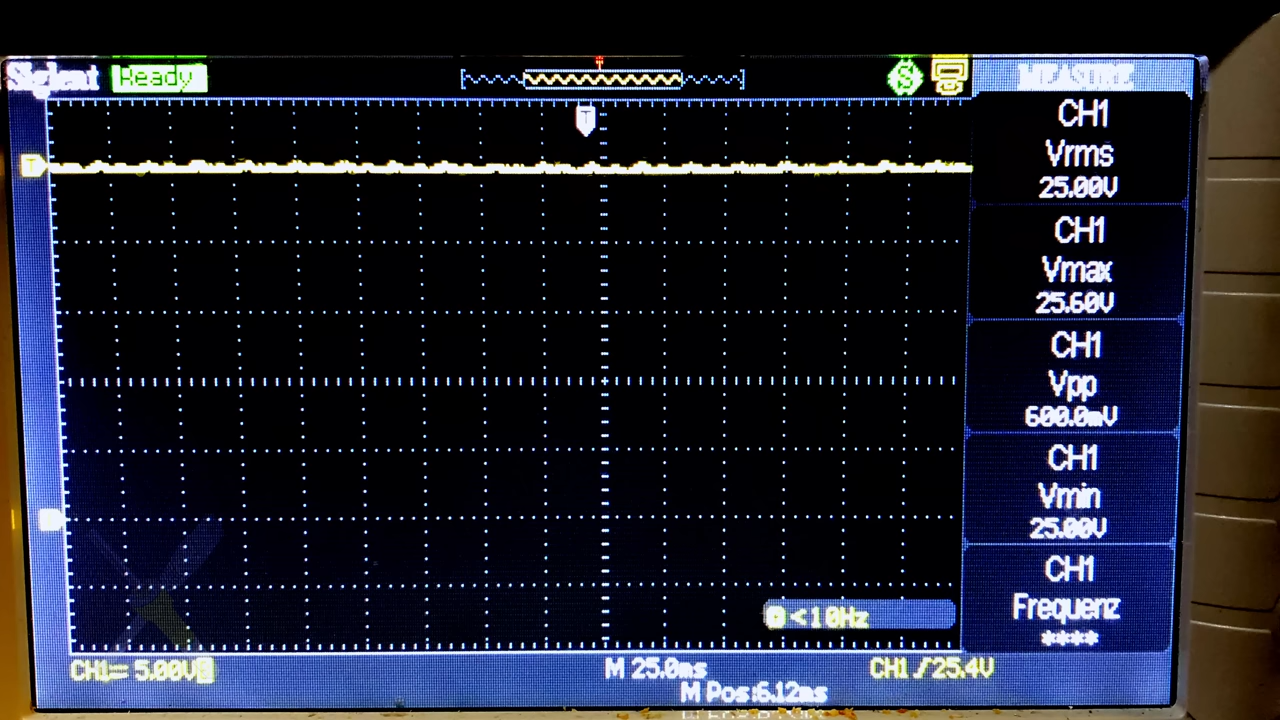 Siglent Ready
MEASURE
T
T
CH1
Vrms
25.00V
CH1
Vmax
25.60V
CH1
Vpp
600.0mV
CH1
Vmin
25.00V
CH1
Frequenz
****
<10Hz
CH1= 5.00V
M 25.0ms
CH1 /25.4V
M Pos:6.12ms